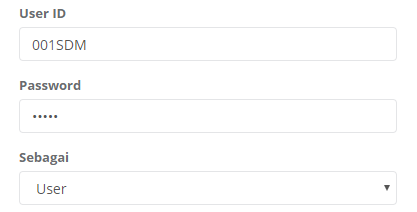 User ID
001SDM
Password
•••••
Sebagai
User